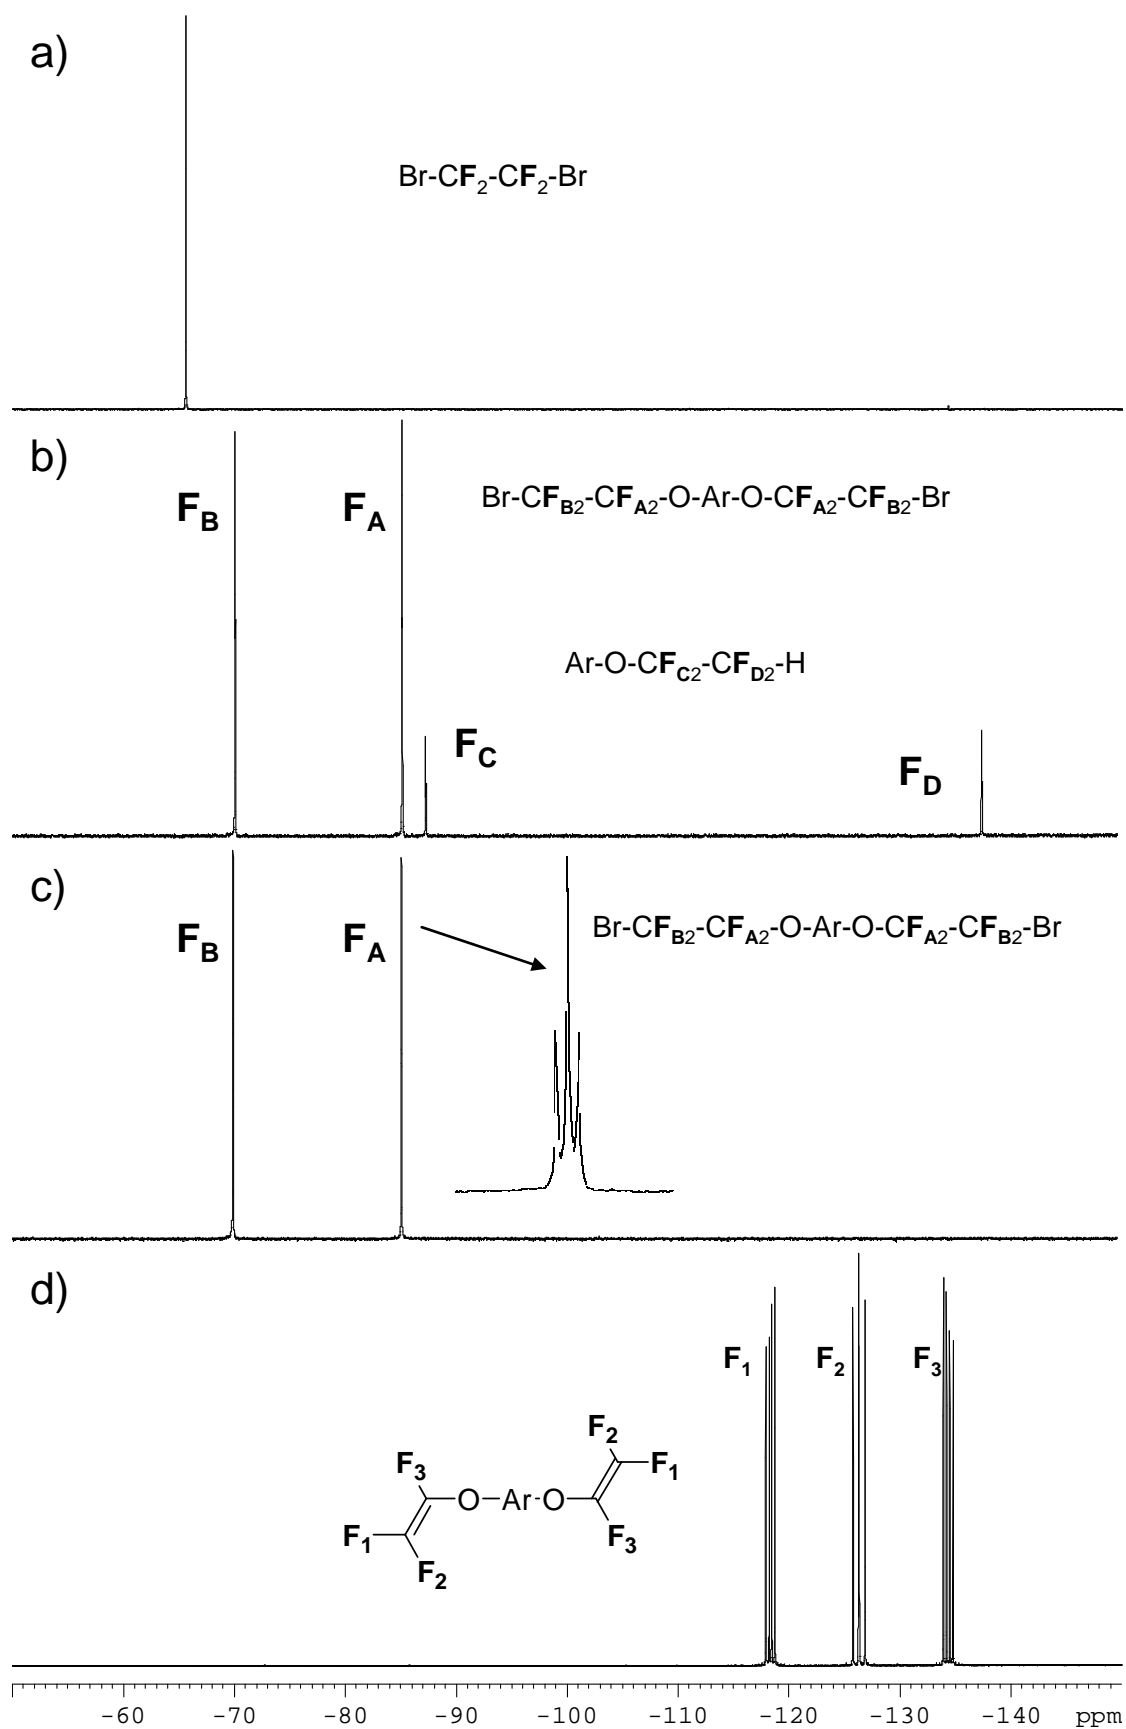 a)
Br-CF2-CF2-Br
b)
FB
FA
Br-CFB2-CFA2-O-Ar-O-CFA2-CFB2-Br
Ar-O-CFC2-CFD2-H
FC
FD
c)
FB
FA
Br-CFB2-CFA2-O-Ar-O-CFA2-CFB2-Br
d)
F1
F2
F3
F2
F3
F1
O-Ar-O
F1
F3
F2
-60 -70 -80 -90 -100 -110 -120 -130 -140 ppm